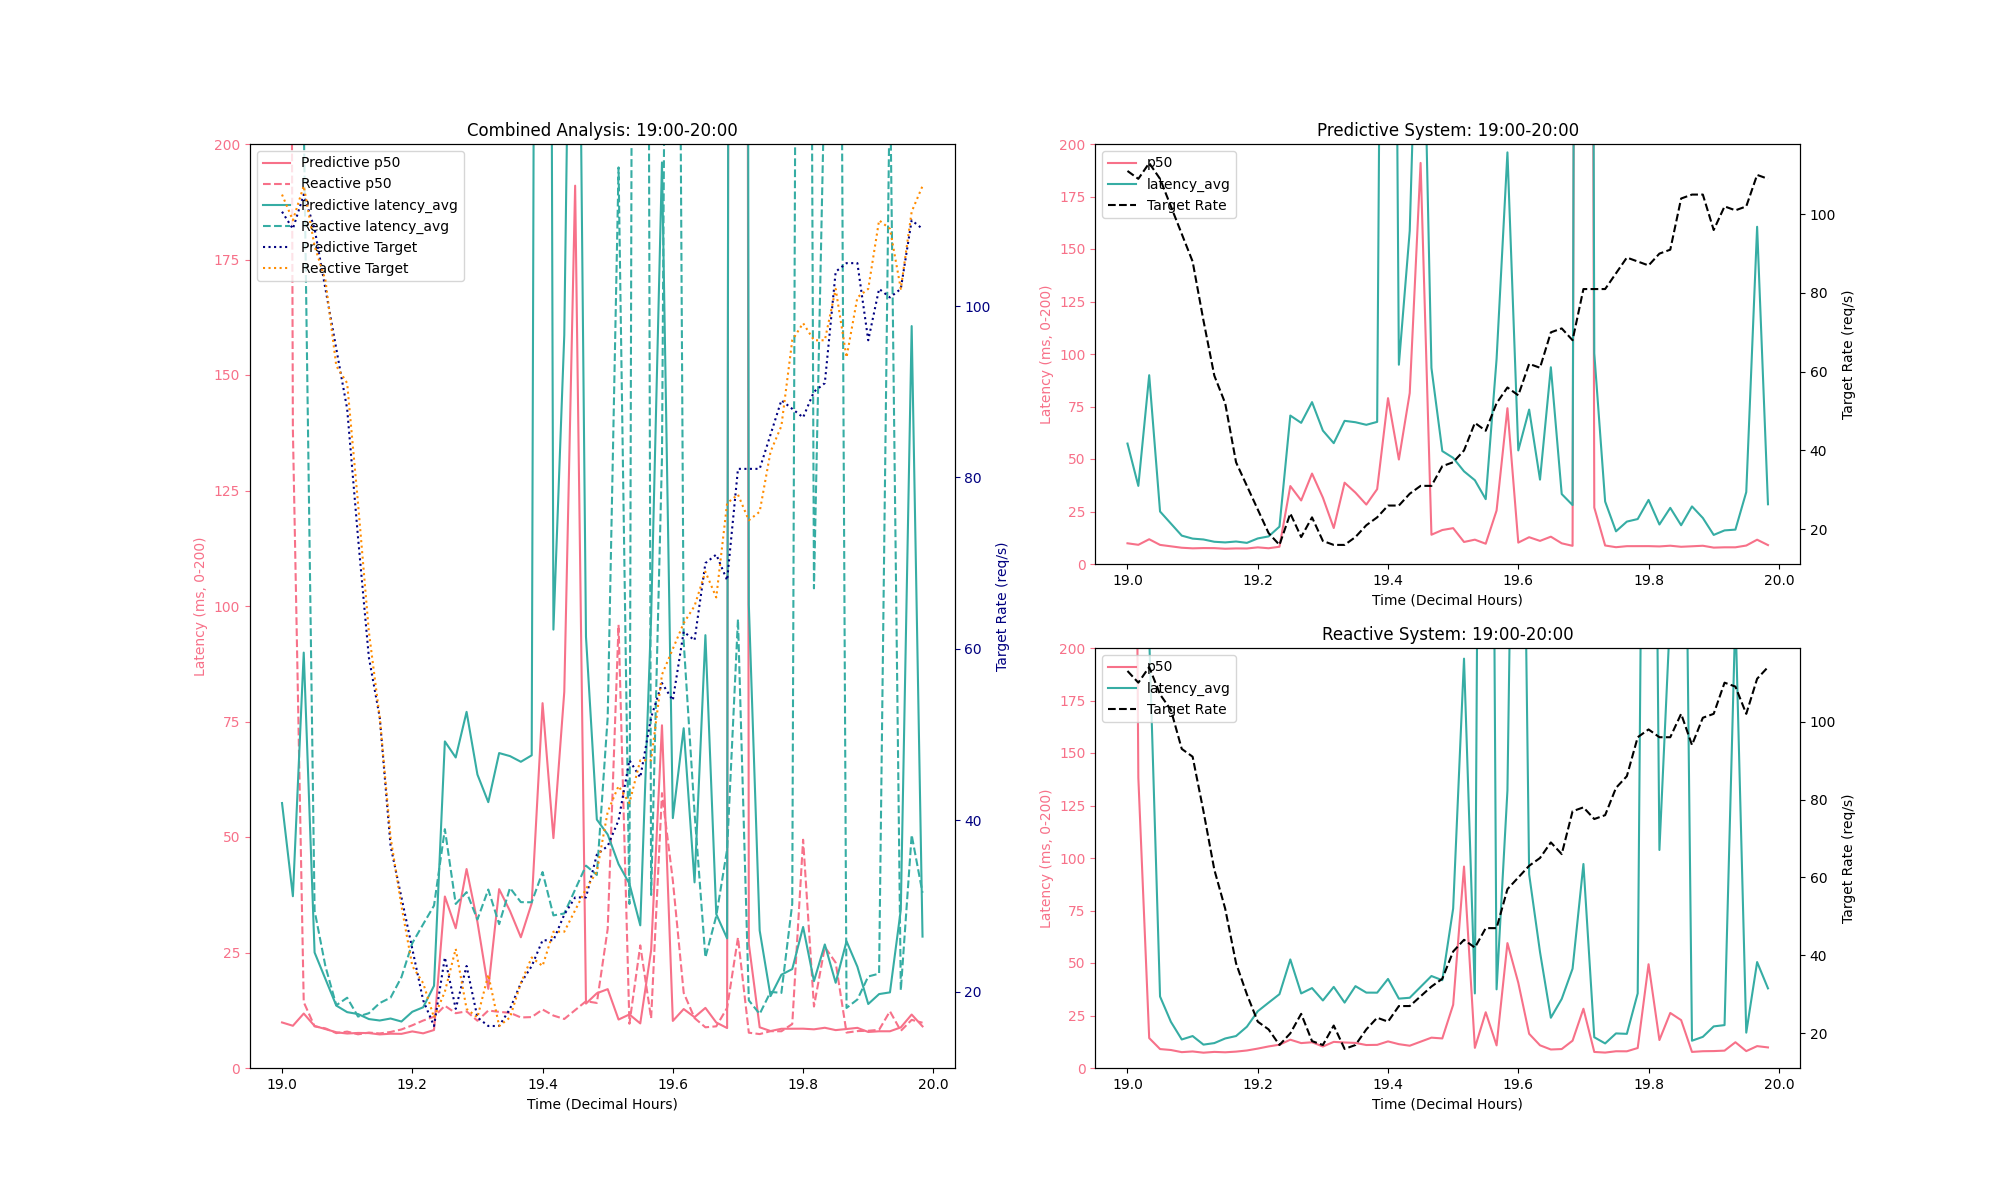 Combined Analysis: 19:00-20:00
200
175
150
125
100
75
50
25
0
Latency (ms, 0-200)
Predictive p50
Reactive p50
Predictive latency_avg
Reactive latency_avg
Predictive Target
Reactive Target
100
80
60
40
20
Target Rate (req/s)
19.0 19.2 19.4 19.6 19.8 20.0
Time (Decimal Hours)
Predictive System: 19:00-20:00
200
175
150
125
100
75
50
25
0
Latency (ms, 0-200)
p50
latency_avg
Target Rate
100
80
60
40
20
Target Rate (req/s)
19.0 19.2 19.4 19.6 19.8 20.0
Time (Decimal Hours)
Reactive System: 19:00-20:00
200
175
150
125
100
75
50
25
0
Latency (ms, 0-200)
p50
latency_avg
Target Rate
100
80
60
40
20
Target Rate (req/s)
19.0 19.2 19.4 19.6 19.8 20.0
Time (Decimal Hours)